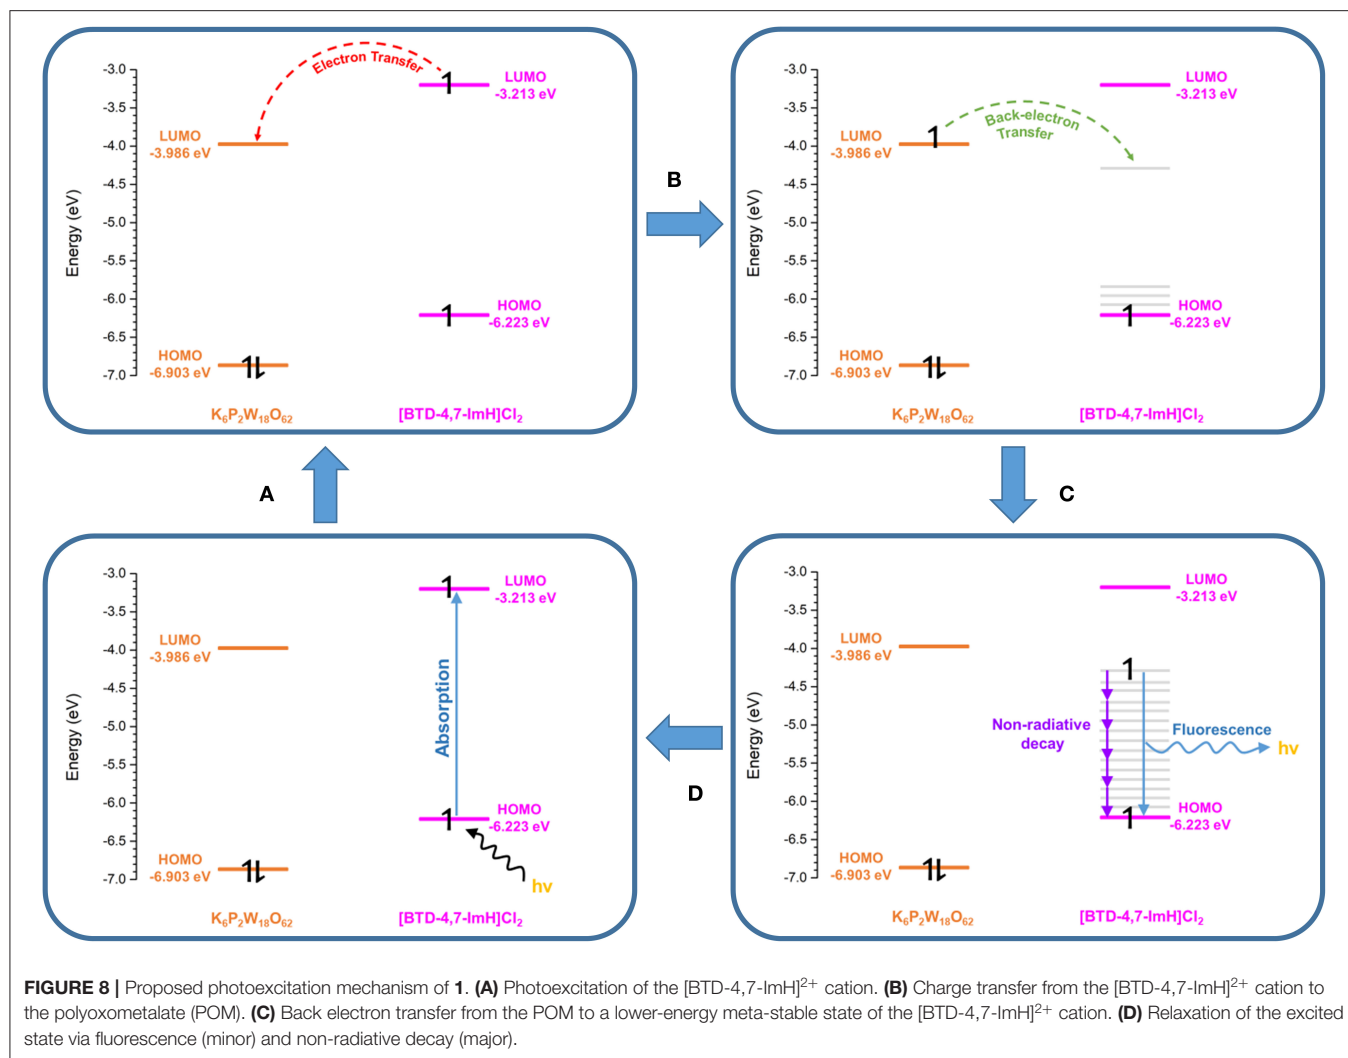 Electron Transfer
-3.0
-3.5
-4.0
-4.5
-5.0
-5.5
-6.0
-6.5
-7.0
Energy (eV)
LUMO
-3.213 eV
LUMO
-3.986 eV
HOMO
-6.223 eV
HOMO
-6.903 eV
K₆P₂W₁₈O₆₂
[BTD-4,7-ImH]Cl₂
B
-3.0
-3.5
-4.0
-4.5
-5.0
-5.5
-6.0
-6.5
-7.0
Energy (eV)
LUMO
-3.213 eV
Back-electron
Transfer
LUMO
-3.986 eV
HOMO
-6.223 eV
HOMO
-6.903 eV
K₆P₂W₁₈O₆₂
[BTD-4,7-ImH]Cl₂
A
C
-3.0
-3.5
-4.0
-4.5
-5.0
-5.5
-6.0
-6.5
-7.0
Energy (eV)
LUMO
-3.213 eV
LUMO
-3.986 eV
Absorption
HOMO
-6.223 eV
HOMO
-6.903 eV
hν
K₆P₂W₁₈O₆₂
[BTD-4,7-ImH]Cl₂
D
-3.0
-3.5
-4.0
-4.5
-5.0
-5.5
-6.0
-6.5
-7.0
Energy (eV)
LUMO
-3.213 eV
LUMO
-3.986 eV
Non-radiative
decay
Fluorescence
hν
HOMO
-6.223 eV
HOMO
-6.903 eV
K₆P₂W₁₈O₆₂
[BTD-4,7-ImH]Cl₂
FIGURE 8 | Proposed photoexcitation mechanism of 1. (A) Photoexcitation of the [BTD-4,7-ImH]²⁺ cation. (B) Charge transfer from the [BTD-4,7-ImH]²⁺ cation to
the polyoxometalate (POM). (C) Back electron transfer from the POM to a lower-energy meta-stable state of the [BTD-4,7-ImH]²⁺ cation. (D) Relaxation of the excited
state via fluorescence (minor) and non-radiative decay (major).